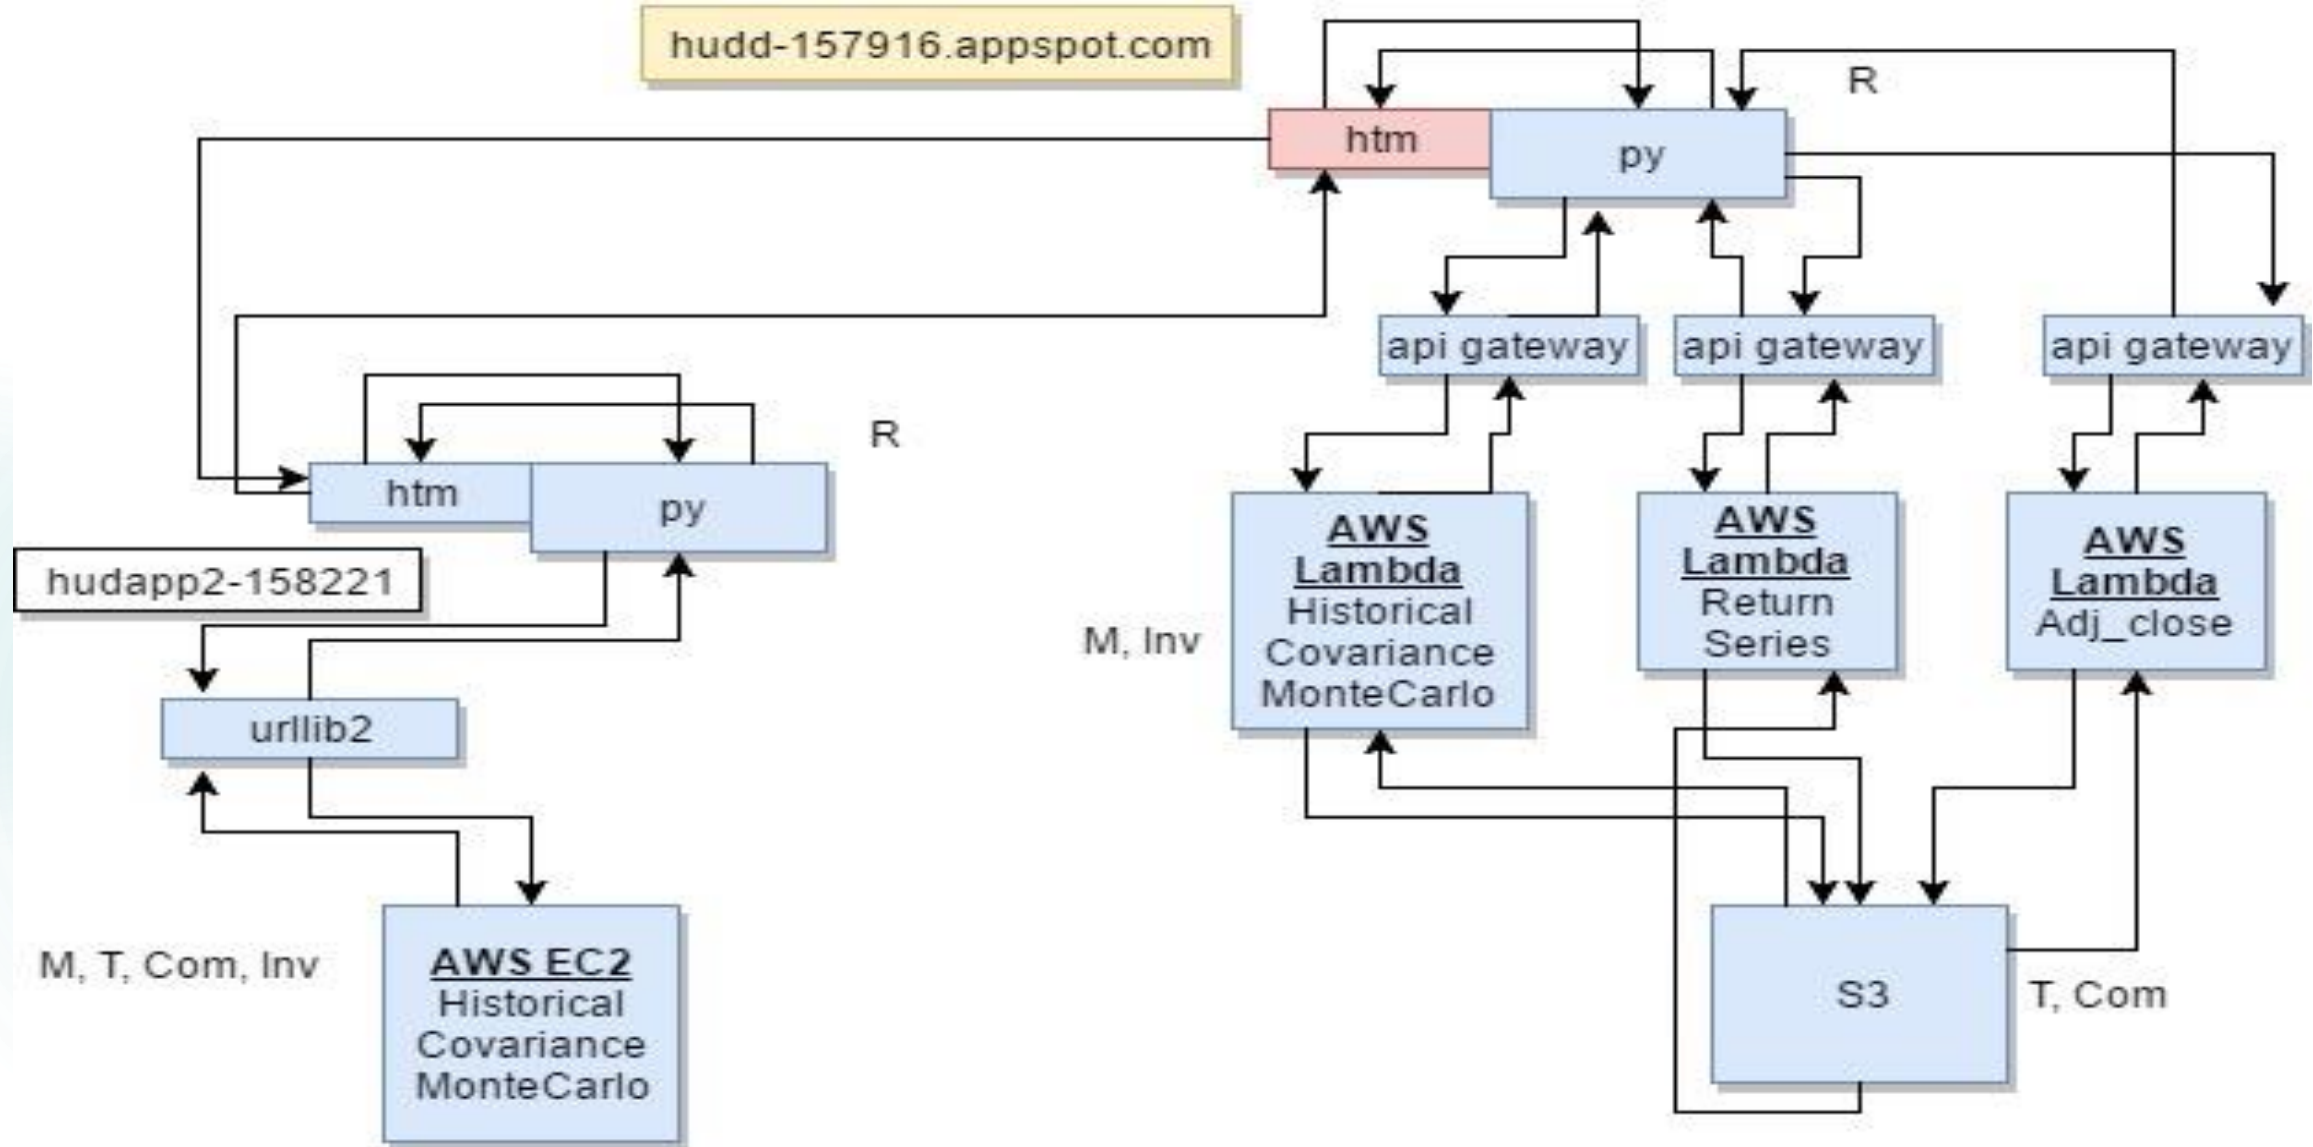 hudd-157916.appspot.com
R
htm
py
api gateway
api gateway
api gateway
R
htm
py
hudapp2-158221
urllib2
M, T, Com, Inv
AWS EC2
Historical
Covariance
MonteCarlo
M, Inv
AWS
Lambda
Historical
Covariance
MonteCarlo
AWS
Lambda
Return
Series
AWS
Lambda
Adj_close
S3
T, Com